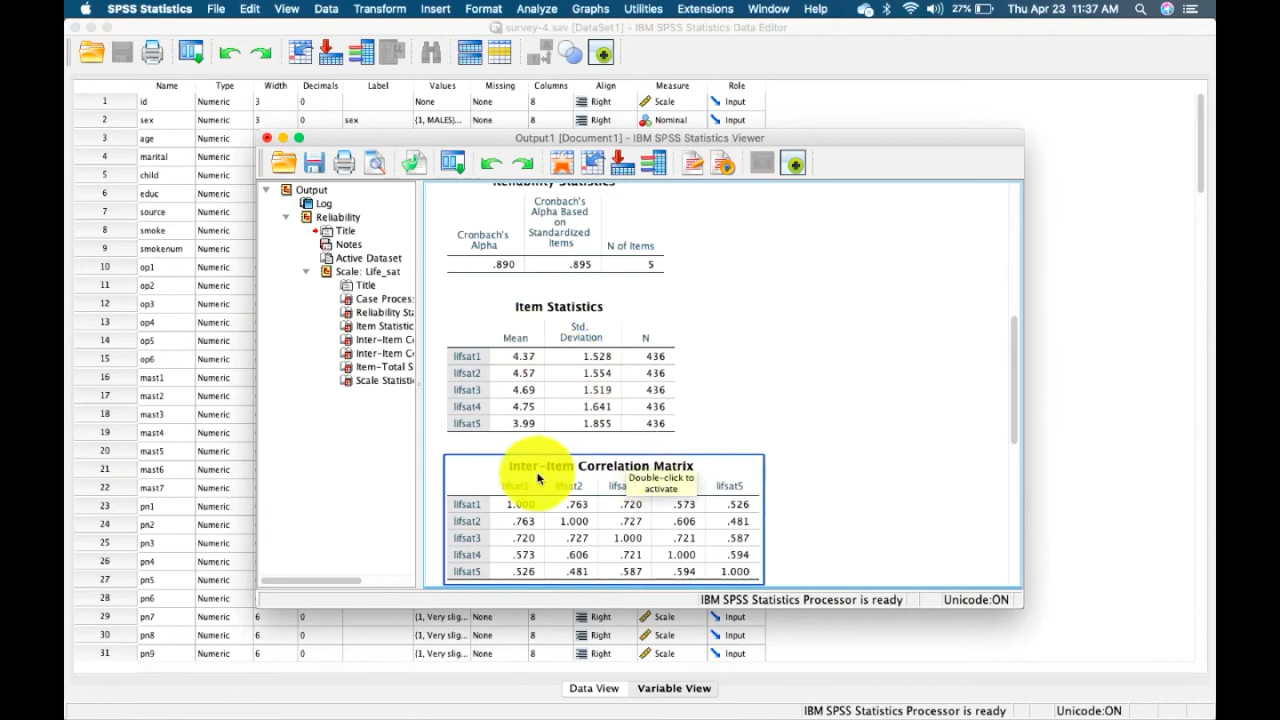 SPSS Statistics File Edit View Data Transform Insert Format Analyze Graphs Utilities Extensions Window Help 27% Thu Apr 23 11:37 AM
survey-4.sav [DataSet1] - IBM SPSS Statistics Data Editor
Name Type Width Decimals Label Values Missing Columns Align Measure Role
1 id Numeric 3 0 None None 8 Right Scale Input
2 sex Numeric 3 0 sex {1, MALES}... None 8 Right Nominal Input
3 age Numeric
4 marital Numeric
5 child Numeric
6 educ Numeric
7 source Numeric
8 smoke Numeric
9 smokenum Numeric
10 op1 Numeric
11 op2 Numeric
12 op3 Numeric
13 op4 Numeric
14 op5 Numeric
15 op6 Numeric
16 mast1 Numeric
17 mast2 Numeric
18 mast3 Numeric
19 mast4 Numeric
20 mast5 Numeric
21 mast6 Numeric
22 mast7 Numeric
23 pn1 Numeric
24 pn2 Numeric
25 pn3 Numeric
26 pn4 Numeric
27 pn5 Numeric
28 pn6 Numeric
29 pn7 Numeric 6 0 {1, Very slig... None 8 Right Scale Input
30 pn8 Numeric 6 0 {1, Very slig... None 8 Right Scale Input
31 pn9 Numeric 6 0 {1, Very slig... None 8 Right Scale Input
Output1 [Document1] - IBM SPSS Statistics Viewer
Output
Log
Reliability
Title
Notes
Active Dataset
Scale: Life_sat
Title
Case Proces:
Reliability Sta
Item Statistic
Inter-Item C
Inter-Item C
Item-Total S
Scale Statisti
Reliability Statistics
Cronbach's
Alpha
Cronbach's
Alpha Based
on
Standardized
Items
N of Items
.890 .895 5
Item Statistics
Mean Std. Deviation N
lifsat1 4.37 1.528 436
lifsat2 4.57 1.554 436
lifsat3 4.69 1.519 436
lifsat4 4.75 1.641 436
lifsat5 3.99 1.855 436
Inter-Item Correlation Matrix
lifsat1 lifsat2 lifsa lifsat5
Double-click to
activate
lifsat1 1.000 .763 .720 .573 .526
lifsat2 .763 1.000 .727 .606 .481
lifsat3 .720 .727 1.000 .721 .587
lifsat4 .573 .606 .721 1.000 .594
lifsat5 .526 .481 .587 .594 1.000
IBM SPSS Statistics Processor is ready Unicode:ON
Data View Variable View
IBM SPSS Statistics Processor is ready Unicode:ON